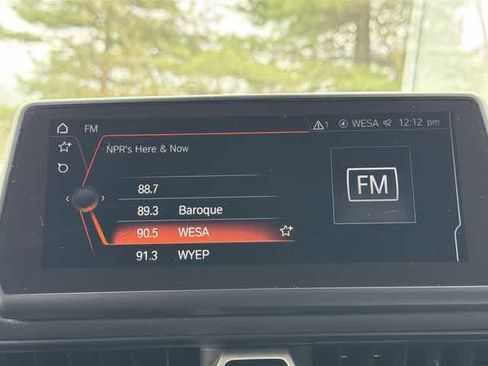 FM
1 WESA 12:12 pm
NPR's Here & Now
88.7
89.3 Baroque
90.5 WESA
91.3 WYEP
FM